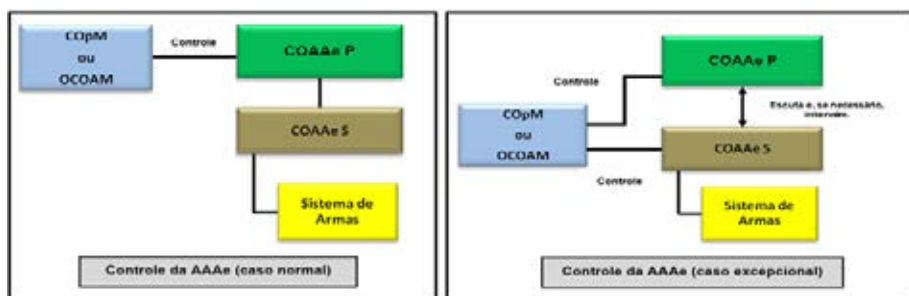 COpM
ou
OCOAM
Controle
COAAe P
COAAe S
Sistema de
Armas
Controle da AAAe (caso normal)
COpM
ou
OCOAM
Controle
Controle
COAAe P
Escuta e, se necessário,
intervém.
COAAe S
Sistema de
Armas
Controle da AAAe (caso excepcional)